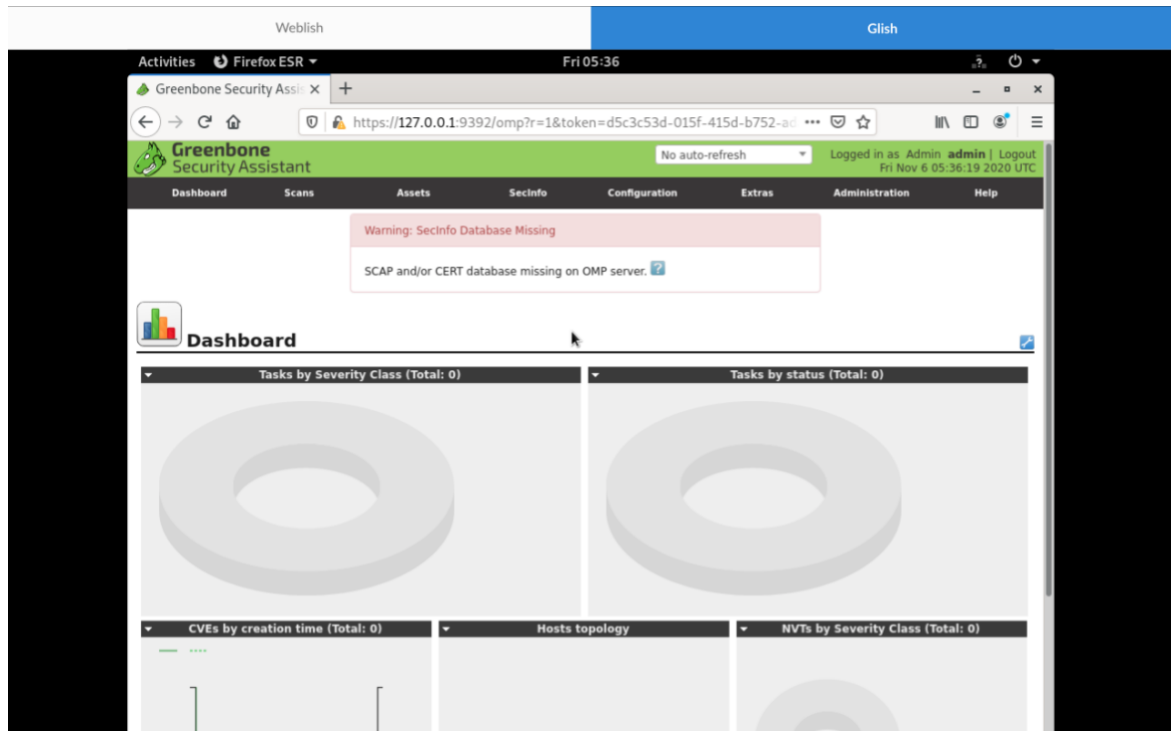 Weblish Glish
Activities Firefox ESR Fri 05:36
Greenbone Security Assis
https://127.0.0.1:9392/omp?r=1&token=d5c3c53d-015f-415d-b752-ad
Greenbone
Security Assistant
No auto-refresh
Logged in as Admin admin | Logout
Fri Nov 6 05:36:19 2020 UTC
Dashboard Scans Assets SecInfo Configuration Extras Administration Help
Warning: SecInfo Database Missing
SCAP and/or CERT database missing on OMP server.
Dashboard
Tasks by Severity Class (Total: 0) Tasks by status (Total: 0)
CVEs by creation time (Total: 0) Hosts topology NVTs by Severity Class (Total: 0)